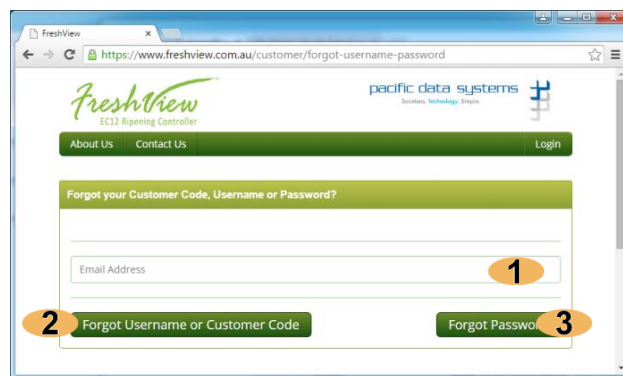 FreshView
https://www.freshview.com.au/customer/forgot-username-password
FreshView
EC12 Ripening Controller
pacific data systems
Solution. Technology. Simple.
About Us Contact Us Login
Forgot your Customer Code, Username or Password?
Email Address 1
2 Forgot Username or Customer Code
Forgot Passwo 3